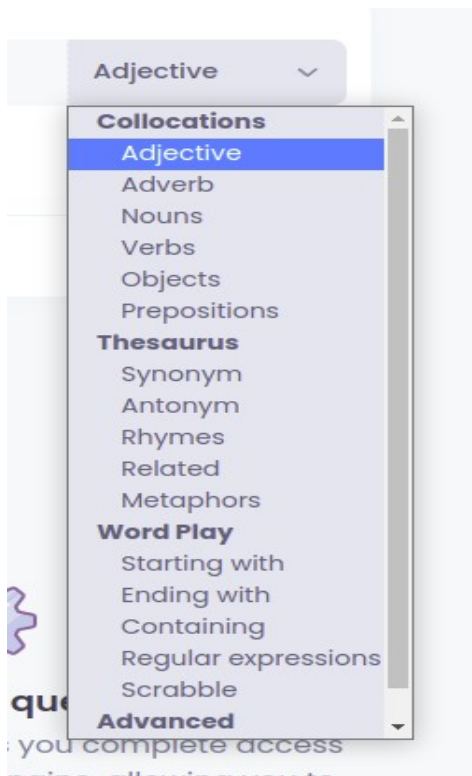 Adjective
Collocations
Adjective
Adverb
Nouns
Verbs
Objects
Prepositions
Thesaurus
Synonym
Antonym
Rhymes
Related
Metaphors
Word Play
Starting with
Ending with
Containing
Regular expressions
Scrabble
Advanced
que
you complete access